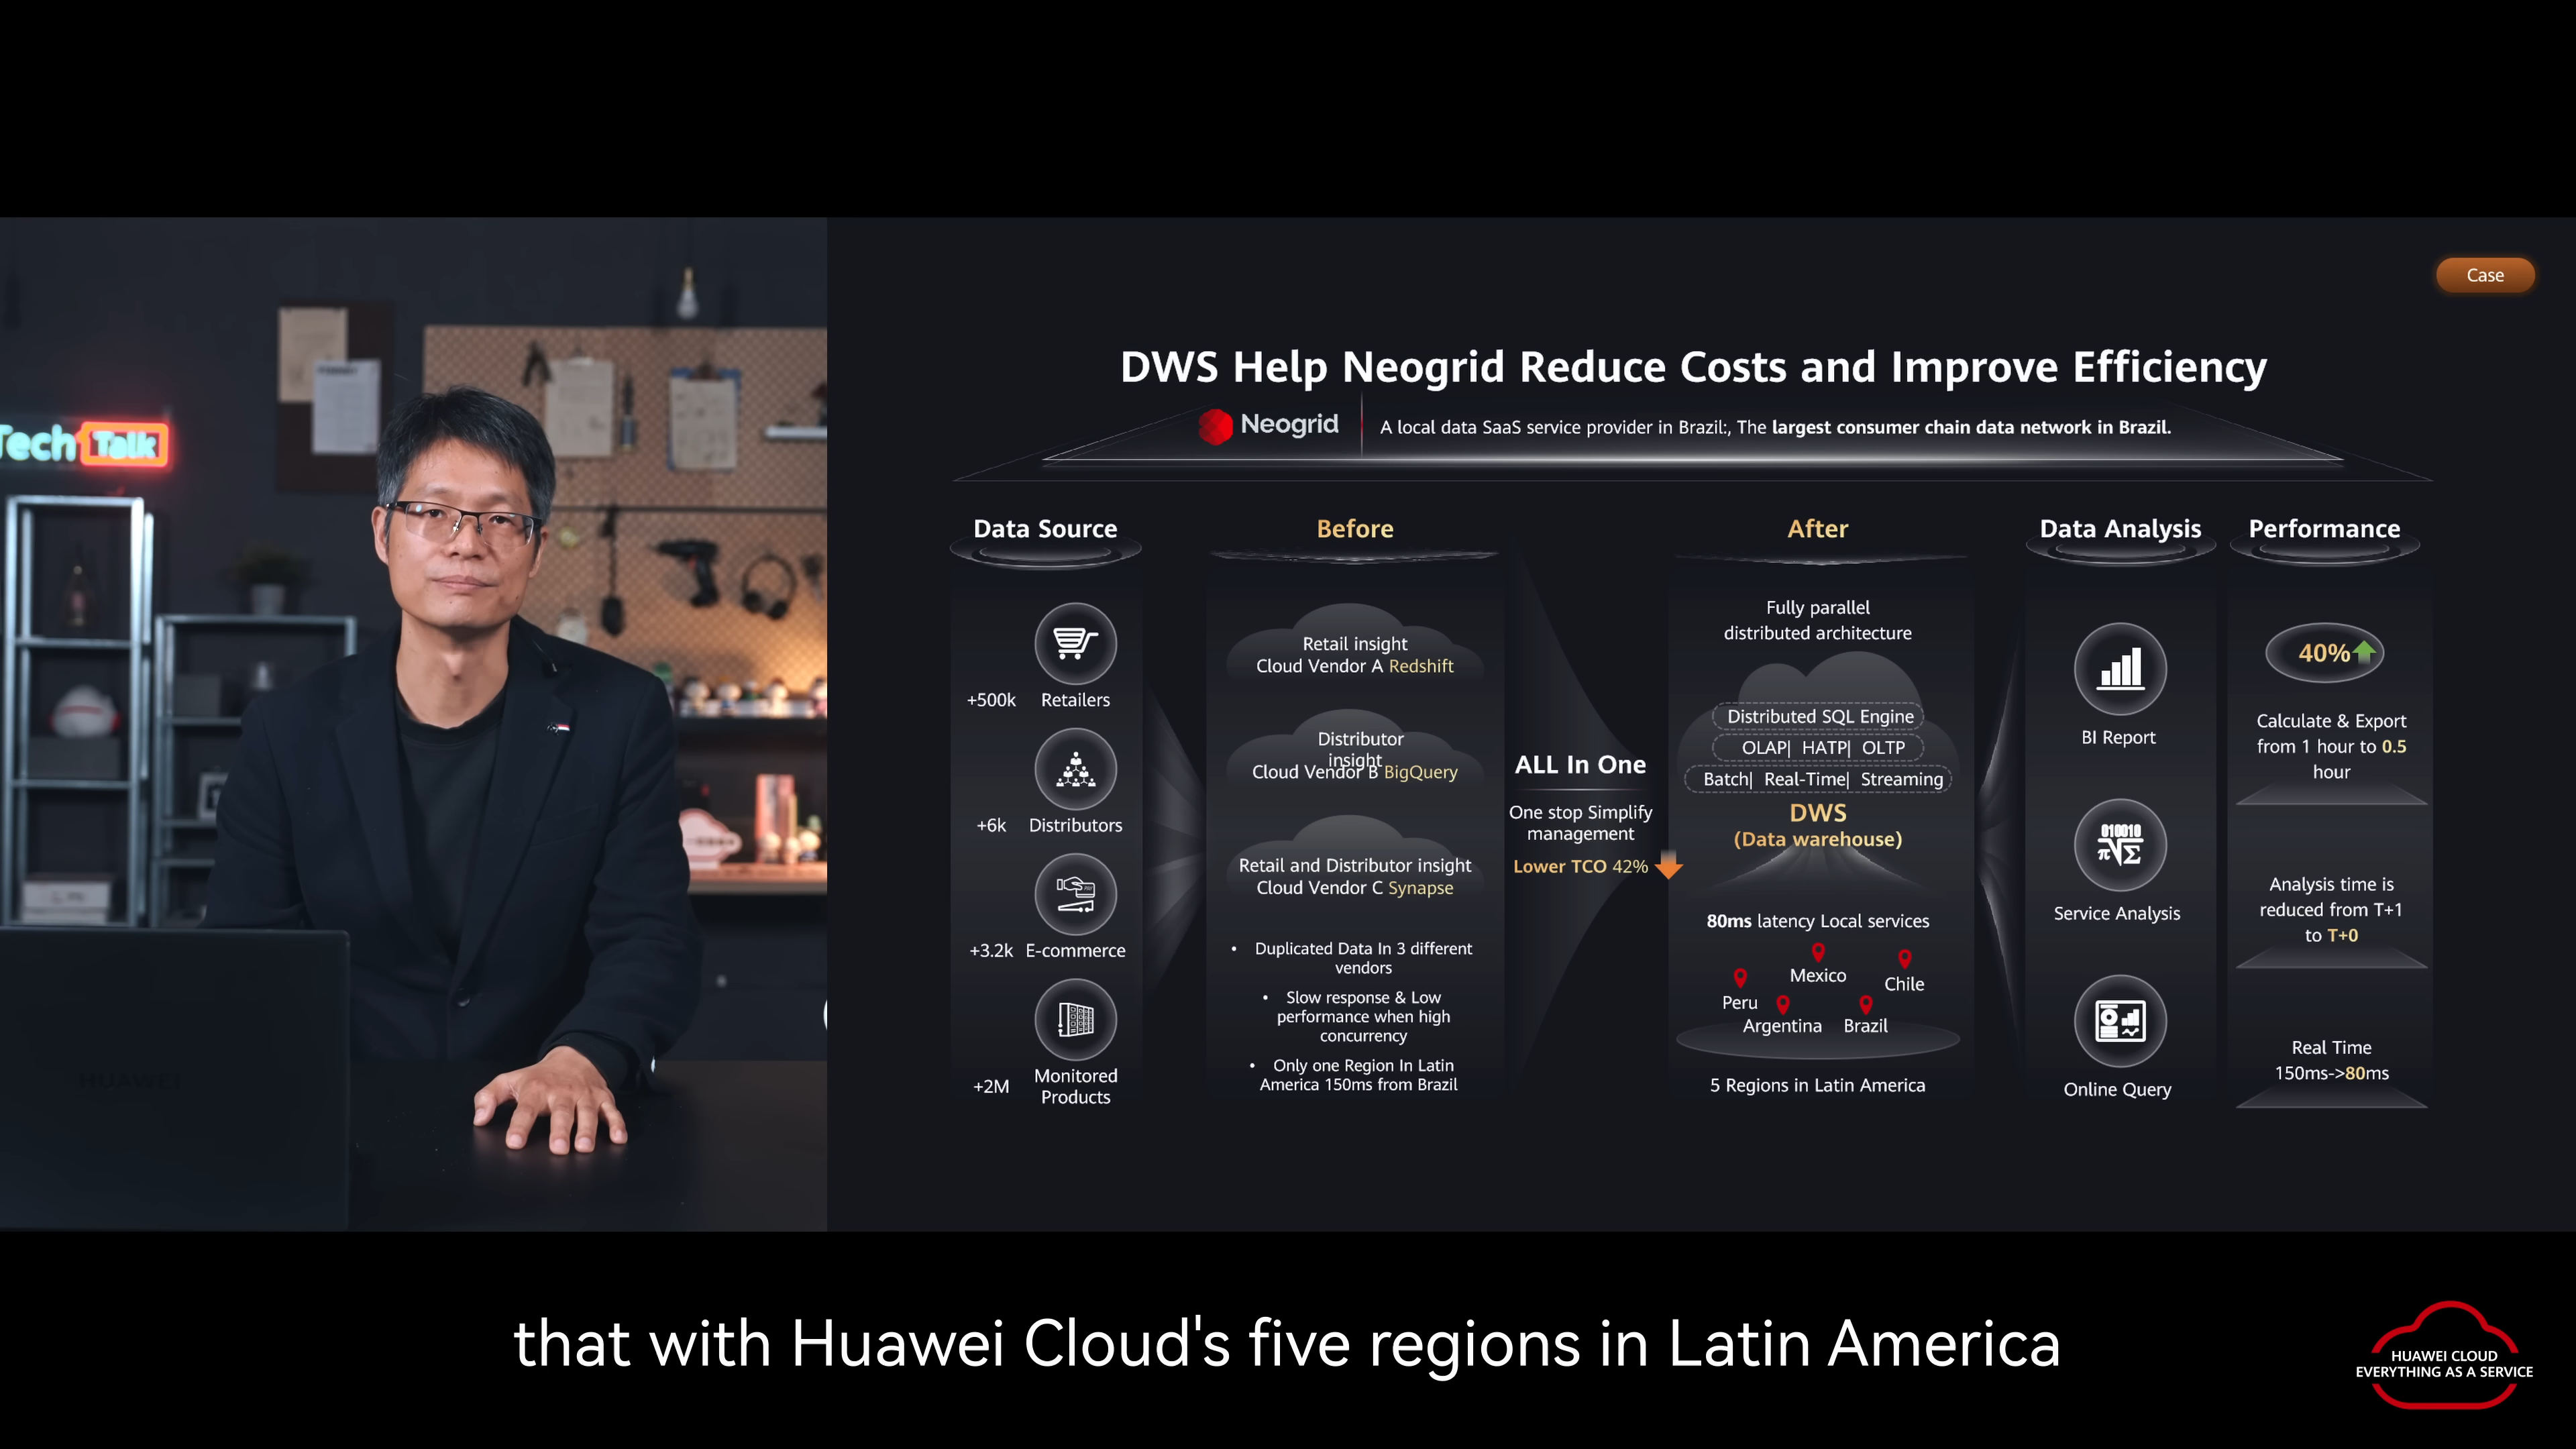 Case
DWS Help Neogrid Reduce Costs and Improve Efficiency
Neogrid
A local data SaaS service provider in Brazil:, The largest consumer chain data network in Brazil.
Tech Talk
Data Source
+500k Retailers
+6k Distributors
+3.2k E-commerce
+2M
Monitored
Products
Before
Retail insight
Cloud Vendor A Redshift
Distributor
insight
Cloud Vendor B BigQuery
Retail and Distributor insight
Cloud Vendor C Synapse
• Duplicated Data In 3 different
vendors
• Slow response & Low
performance when high
concurrency
• Only one Region In Latin
America 150ms from Brazil
ALL In One
One stop Simplify
management
Lower TCO 42%
After
Fully parallel
distributed architecture
Distributed SQL Engine
OLAP| HATP| OLTP
Batch| Real-Time| Streaming
DWS
(Data warehouse)
80ms latency Local services
Mexico
Chile
Peru
Argentina
Brazil
5 Regions in Latin America
Data Analysis
BI Report
010010
π√Σ
Service Analysis
Online Query
Performance
40%
Calculate & Export
from 1 hour to 0.5
hour
Analysis time is
reduced from T+1
to T+0
Real Time
150ms->80ms
HUAWEI
that with Huawei Cloud's five regions in Latin America
HUAWEI CLOUD
EVERYTHING AS A SERVICE